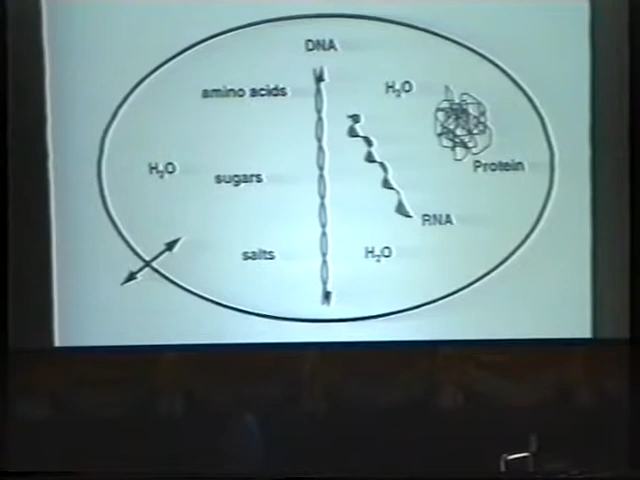 DNA
amino acids
H₂O
H₂O
sugars
Protein
RNA
salts
H₂O